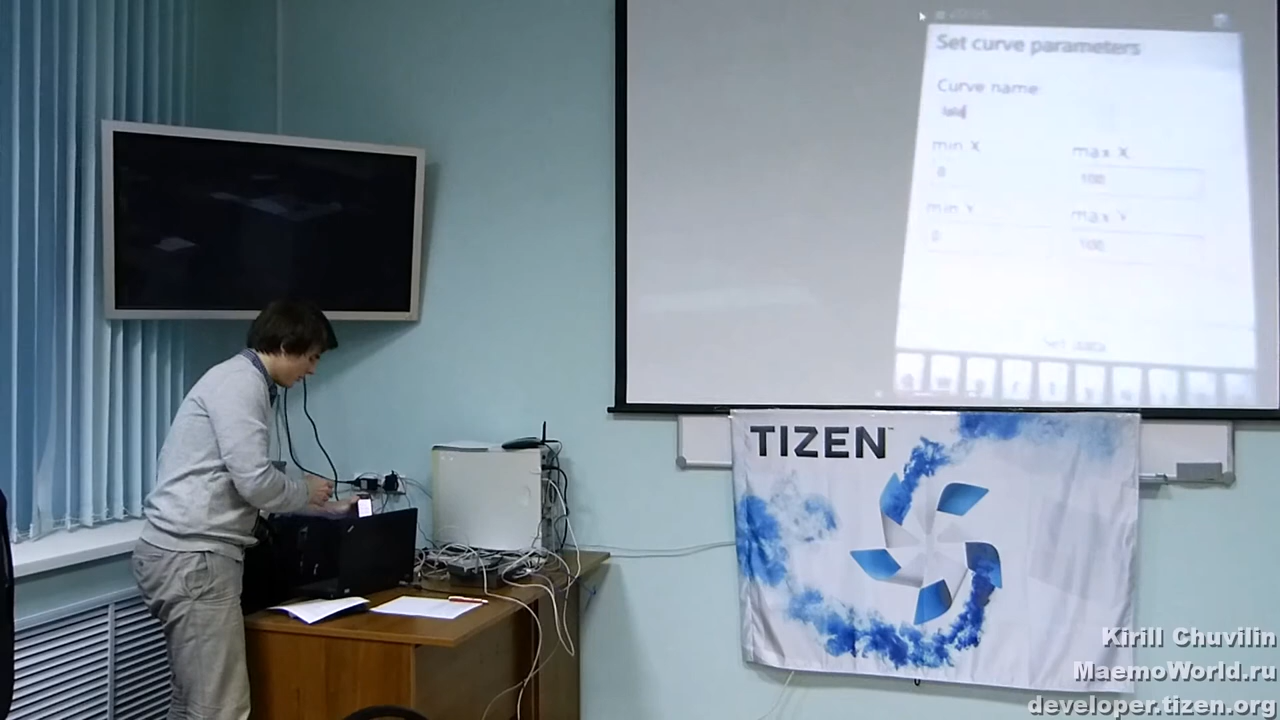 Set curve parameters
Curve name
min X
max X
0
100
min Y
max Y
0
100
TIZEN™
Kirill Chuvilin
MaemoWorld.ru
developer.tizen.org